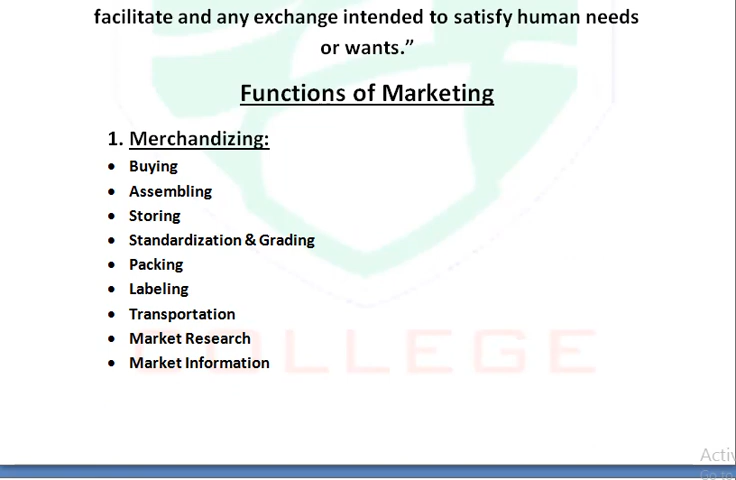 facilitate and any exchange intended to satisfy human needs
or wants.”
Functions of Marketing
1. Merchandizing:
• Buying
• Assembling
• Storing
• Standardization & Grading
• Packing
• Labeling
• Transportation
• Market Research
• Market Information
COLLEGE